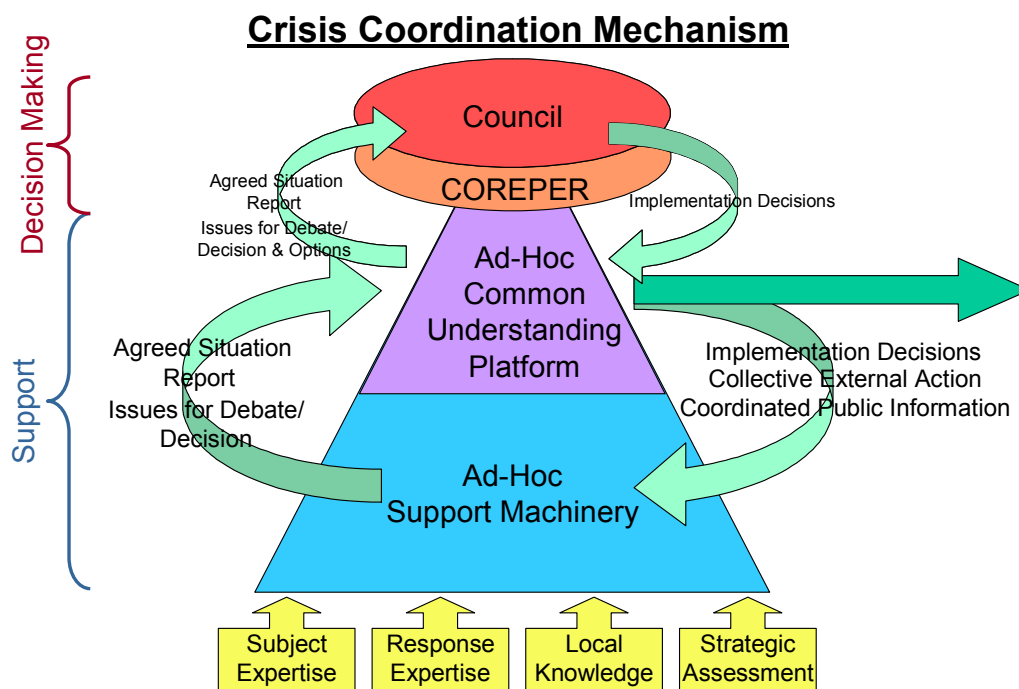 Crisis Coordination Mechanism
Decision Making
Support
Council
COREPER
Agreed Situation
Report
Issues for Debate/
Decision & Options
Implementation Decisions
Ad-Hoc
Common
Understanding
Platform
Agreed Situation
Report
Issues for Debate/
Decision
Implementation Decisions
Collective External Action
Coordinated Public Information
Ad-Hoc
Support Machinery
Subject
Expertise
Response
Expertise
Local
Knowledge
Strategic
Assessment